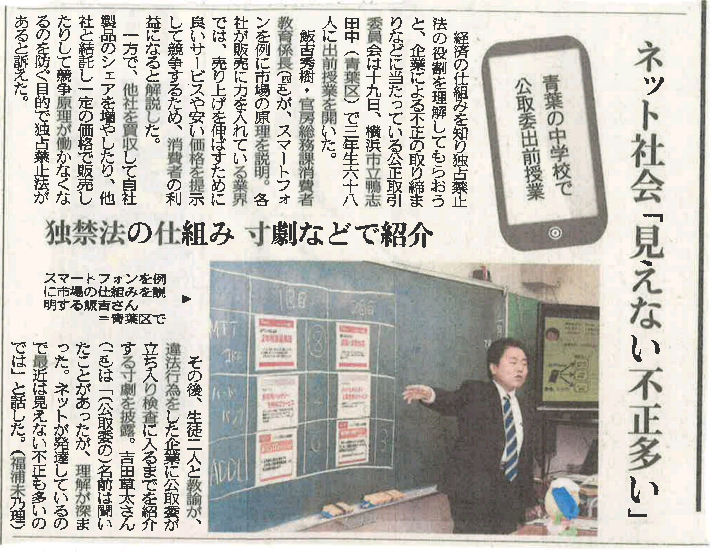 ネット社会「見えない不正多い」
青葉の中学校で
公取委出前授業
経済の仕組みを知り独占禁止
法の役割を理解してもらおう
と、企業による不正の取り締ま
りなどに当たっている公正取引
委員会は十九日、横浜市立鴨志
田中(青葉区)で三年生六十八
人に出前授業を開いた。
飯吉秀樹・官房総務課消費者
教育係長が、スマートフォ
ンを例に市場の原理を説明。各
社が販売に力を入れている業界
では、売り上げを伸ばすために
良いサービスや安い価格を提示
して競争するため、消費者の利
益になると解説した。
一方で、他社を買収して自社
製品のシェアを増やしたり、他
社と結託し一定の価格で販売し
たりして競争原理が働かなくな
るのを防ぐ目的で独占禁止法が
あると訴えた。
独禁法の仕組み 寸劇などで紹介
スマートフォンを例
に市場の仕組みを説
明する飯吉さん
=青葉区で
その後、生徒二人と教諭が、
違法行為をした企業に公取委が
立ち入り検査に入るまでを紹介
する寸劇を披露。吉田草太さん
は「(公取委の)名前は聞い
たことがあったが、理解が深ま
った。ネットが発達しているの
で最近は見えない不正も多いの
では」と話した。(福浦未乃理)